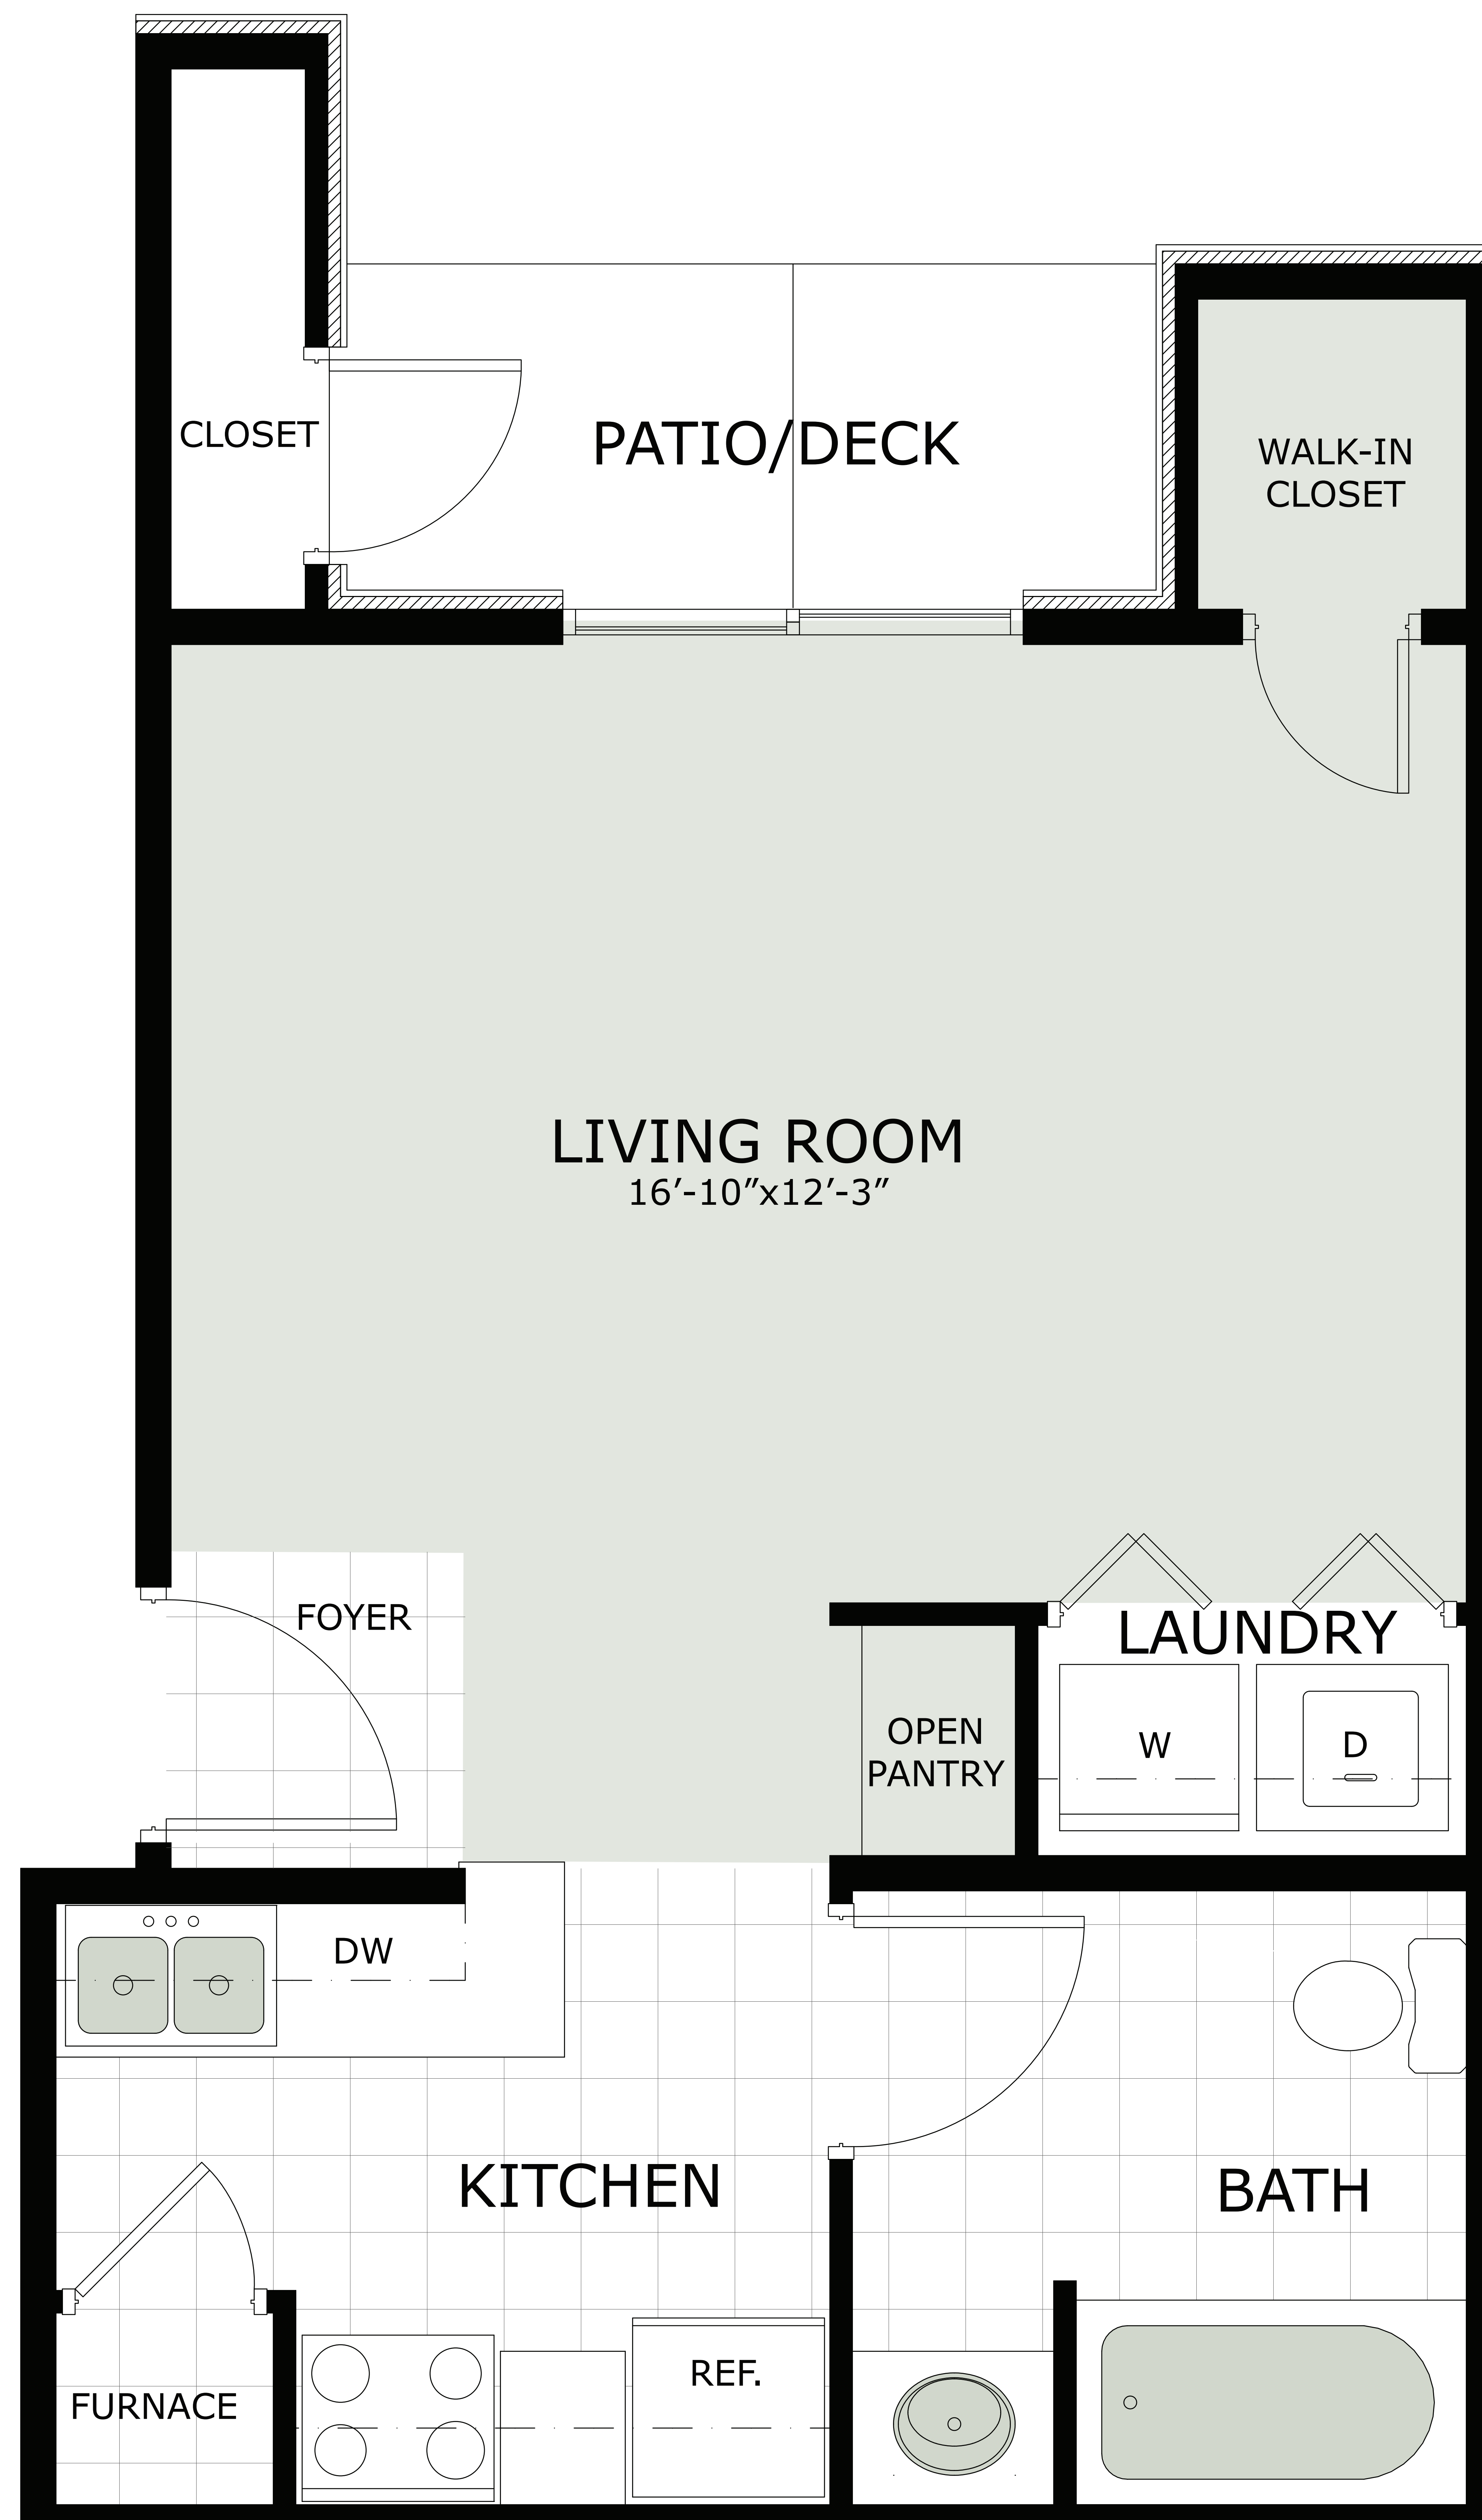 CLOSET
PATIO/DECK
WALK-IN
CLOSET
LIVING ROOM
16′-10″x12′-3″
FOYER
LAUNDRY
OPEN
PANTRY
W
D
DW
KITCHEN
BATH
REF.
FURNACE